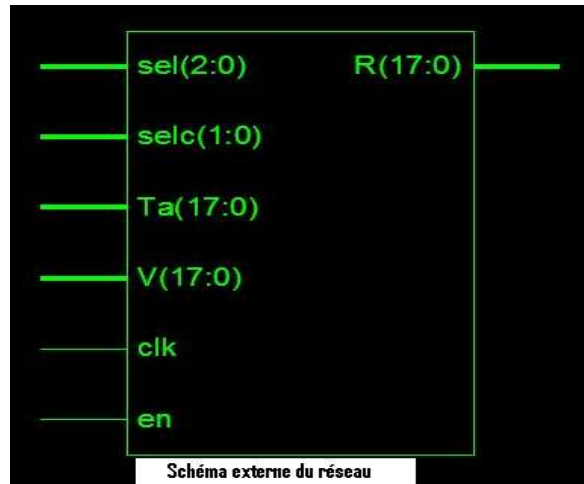 sel(2:0) R(17:0)
selc(1:0)
Ta(17:0)
V(17:0)
clk
en
Schéma externe du réseau